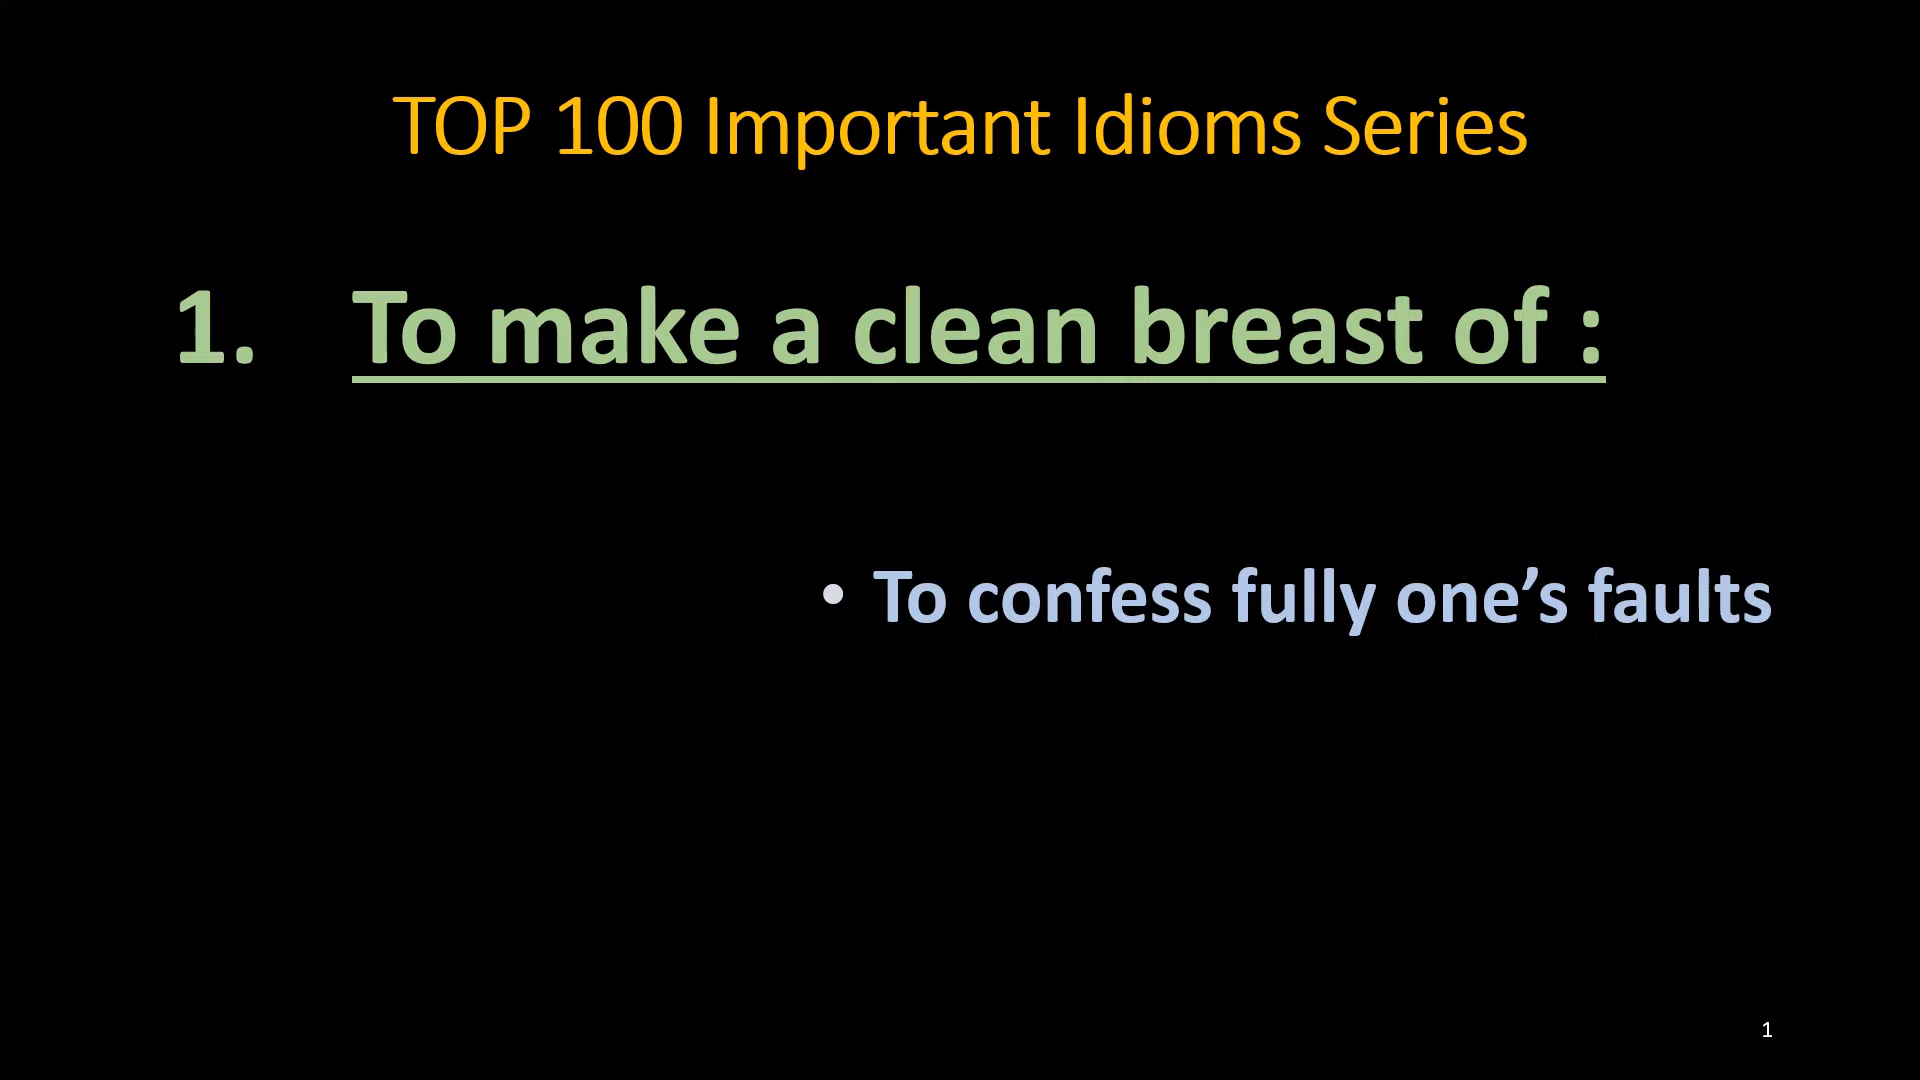 TOP 100 Important Idioms Series
1. To make a clean breast of :
• To confess fully one’s faults
1